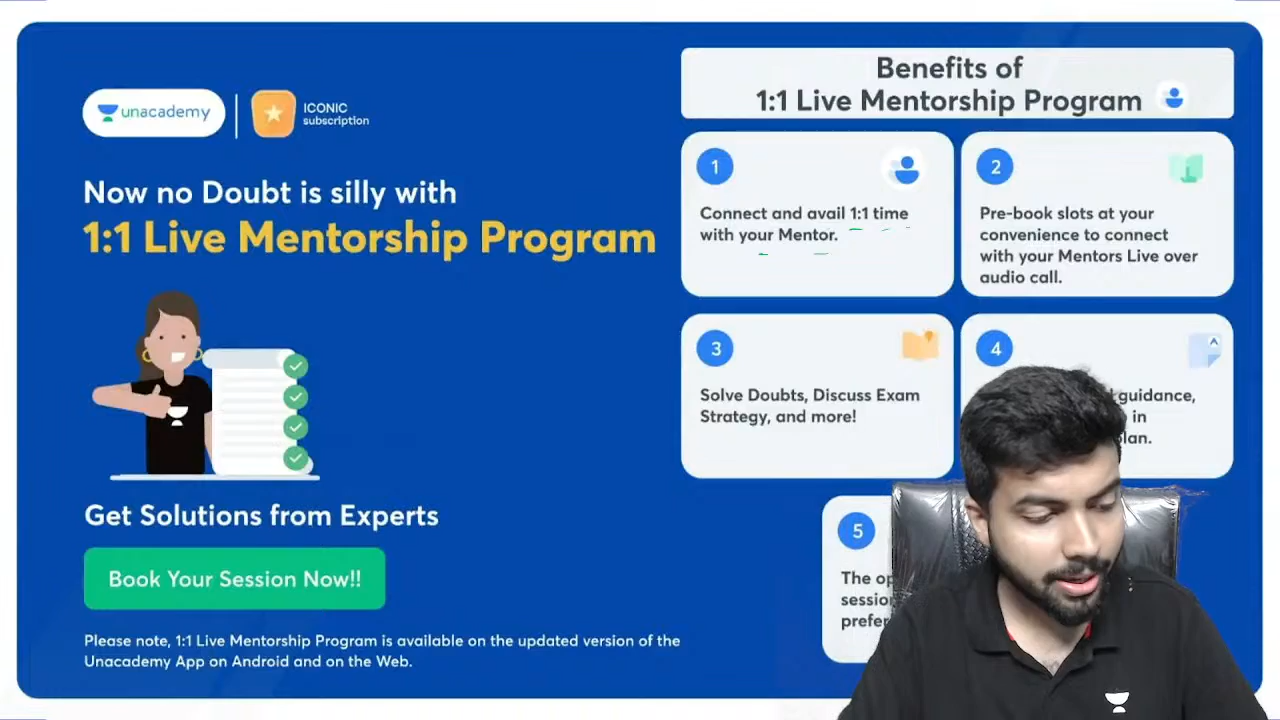 unacademy
ICONIC
subscription
Now no Doubt is silly with
1:1 Live Mentorship Program
Get Solutions from Experts
Book Your Session Now!!
Please note, 1:1 Live Mentorship Program is available on the updated version of the
Unacademy App on Android and on the Web.
Benefits of
1:1 Live Mentorship Program
1
Connect and avail 1:1 time
with your Mentor.
2
Pre-book slots at your
convenience to connect
with your Mentors Live over
audio call.
3
Solve Doubts, Discuss Exam
Strategy, and more!
4
guidance,
in
5
The